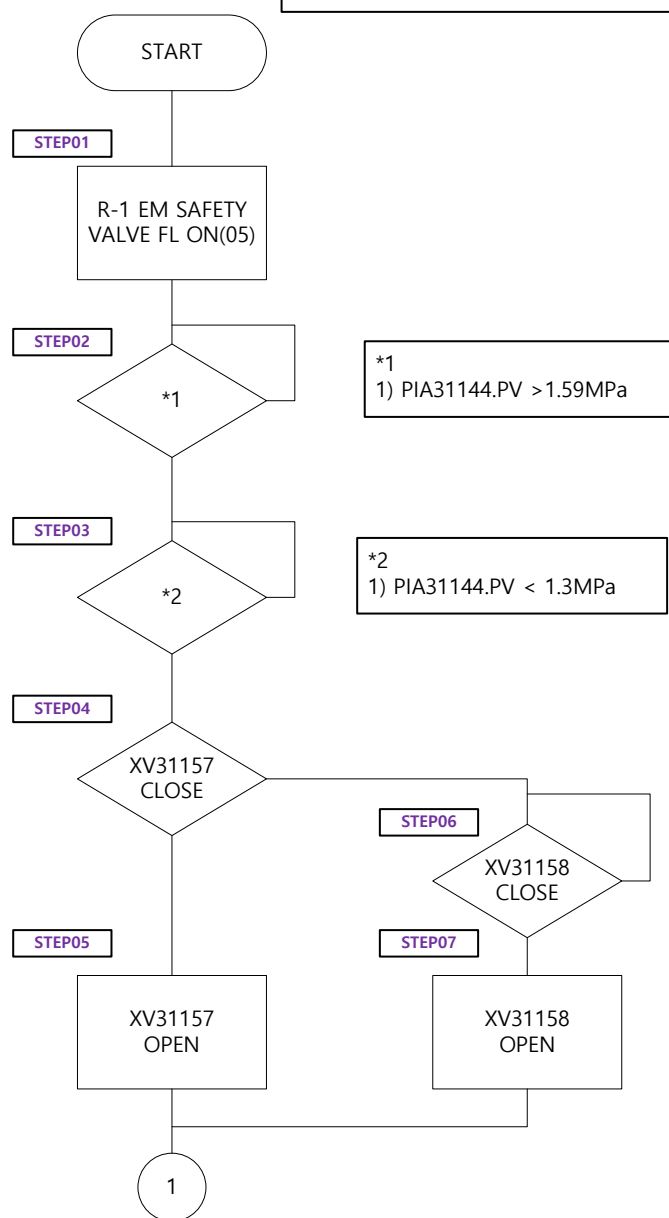 START
STEP01
R-1 EM SAFETY
VALVE FL ON(05)
STEP02
*1
*1
1) PIA31144.PV >1.59MPa
STEP03
*2
*2
1) PIA31144.PV < 1.3MPa
STEP04
XV31157
CLOSE
STEP06
XV31158
CLOSE
STEP05
XV31157
OPEN
STEP07
XV31158
OPEN
1